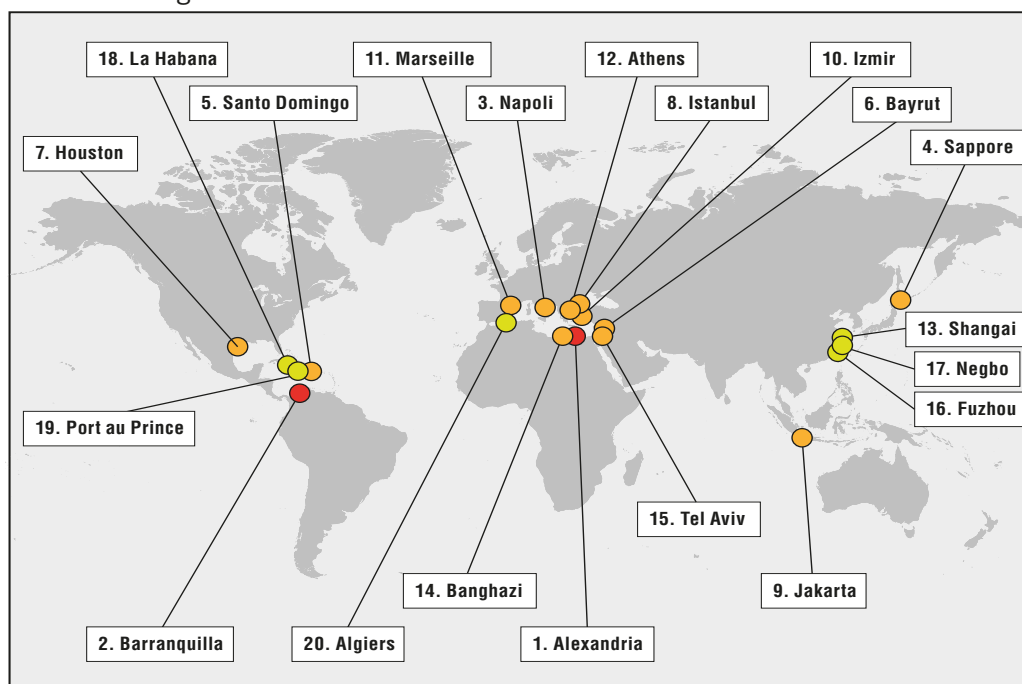 18. La Habana
11. Marseille
12. Athens
10. Izmir
5. Santo Domingo
3. Napoli
8. Istanbul
6. Bayrut
7. Houston
4. Sappore
13. Shangai
17. Negbo
16. Fuzhou
19. Port au Prince
15. Tel Aviv
14. Banghazi
9. Jakarta
2. Barranquilla
20. Algiers
1. Alexandria